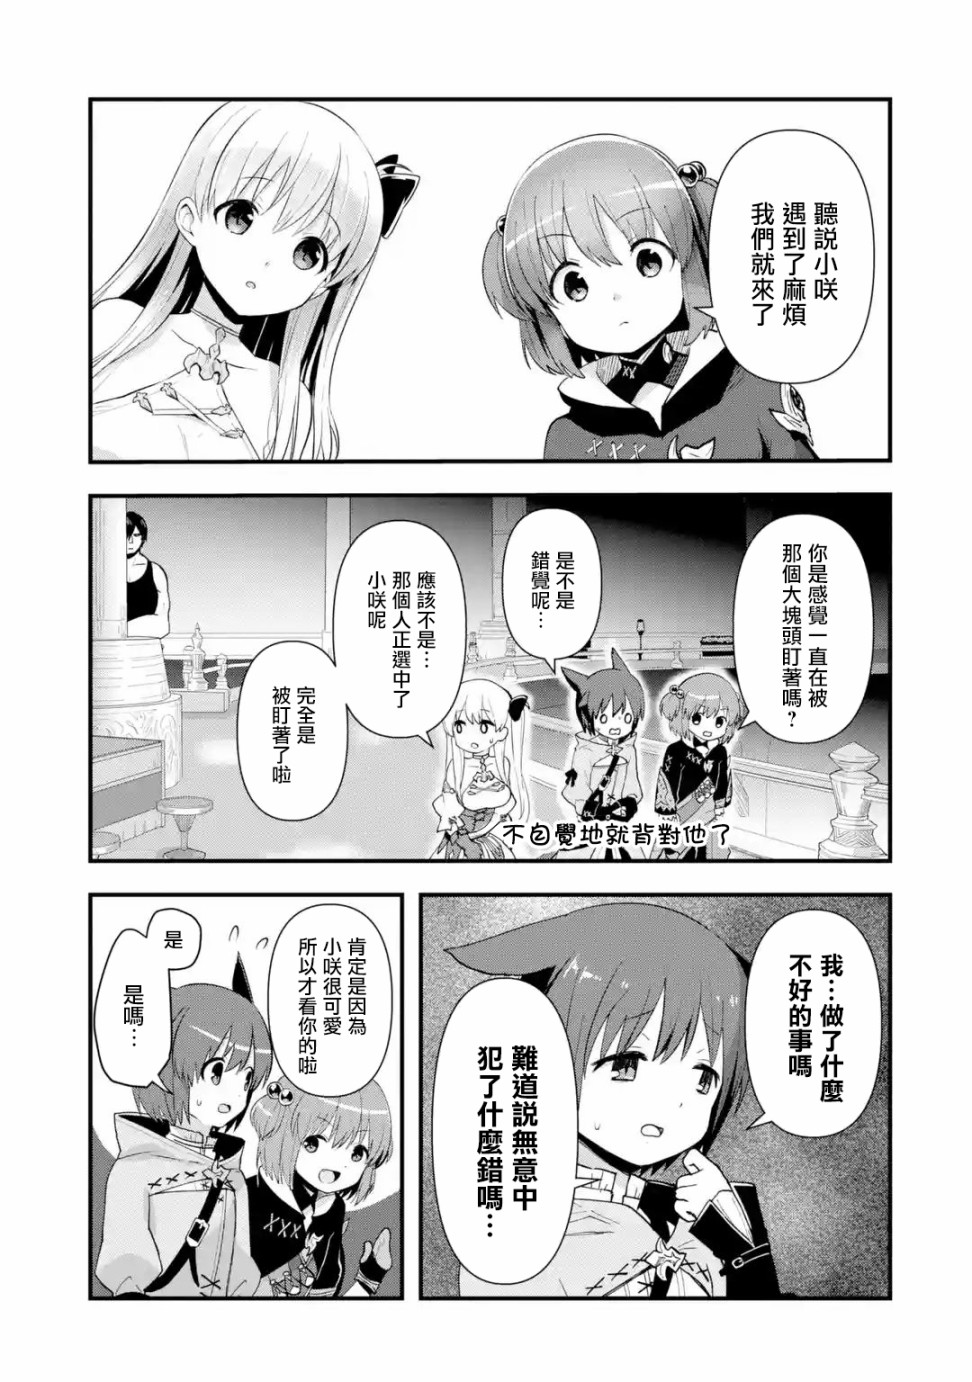 聽説小咲
遇到了麻煩
我們就來了
你是感覺一直在被
那個大塊頭盯著嗎?
是不是
錯覺呢…
應該不是…
那個人正選中了
小咲呢
完全是
被盯著了啦
不自覺地就背對他了
我…做了什麼
不好的事嗎
難道説無意中
犯了什麼錯嗎…
肯定是因為
小咲很可愛
所以才看你的啦
是
是嗎…